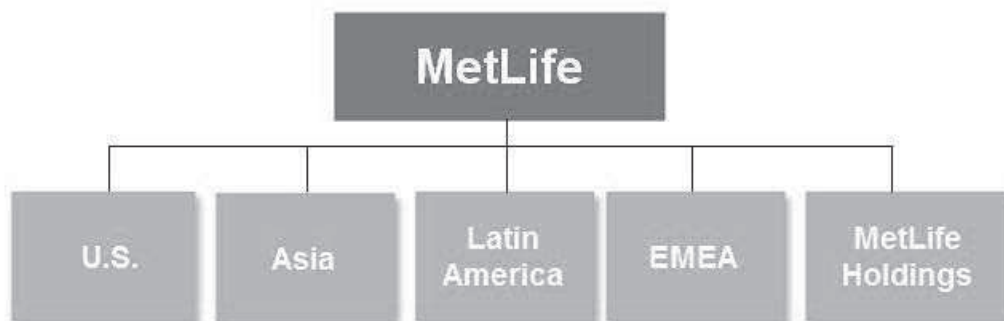 MetLife
U.S.
Asia
Latin
America
EMEA
MetLife
Holdings